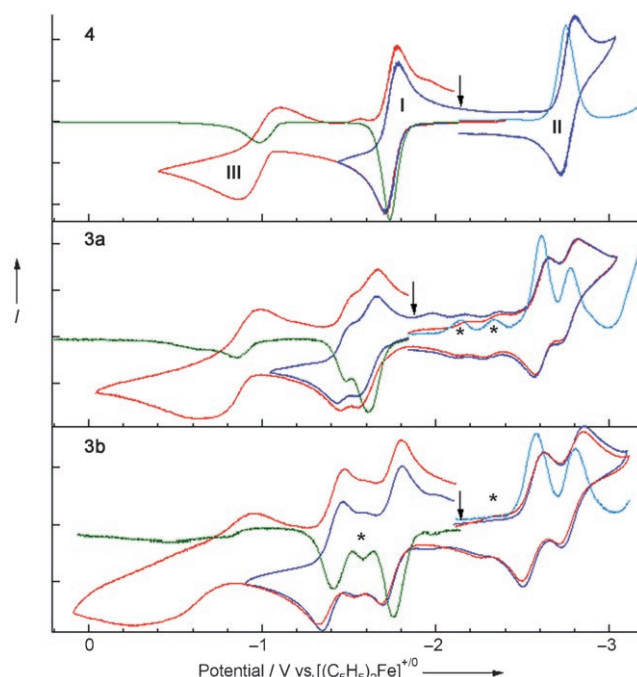 4
I
II
III
3a
* *
I
3b
*
*
0 –1 –2 –3
Potential / V vs.[(C₅H₅)₂Fe]⁺/⁰